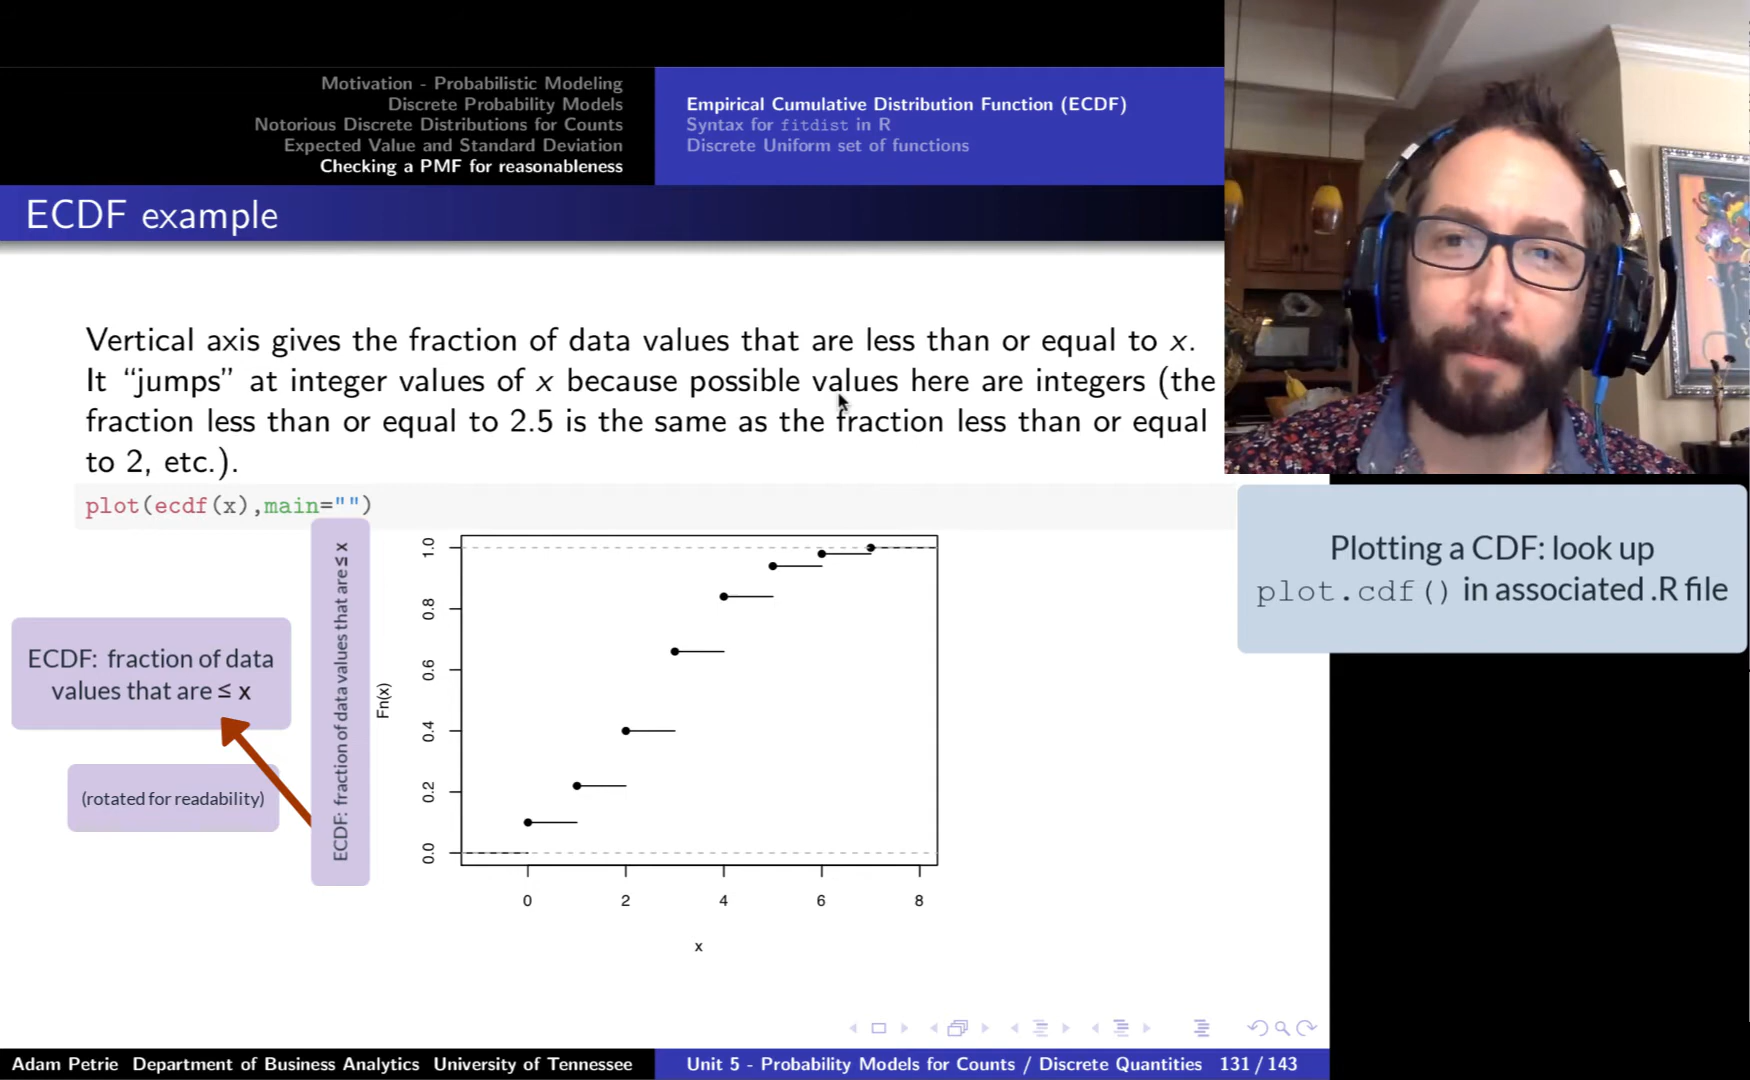 Motivation - Probabilistic Modeling
Discrete Probability Models
Notorious Discrete Distributions for Counts
Expected Value and Standard Deviation
Checking a PMF for reasonableness
Empirical Cumulative Distribution Function (ECDF)
Syntax for fitdist in R
Discrete Uniform set of functions
ECDF example
Vertical axis gives the fraction of data values that are less than or equal to x.
It “jumps” at integer values of x because possible values here are integers (the
fraction less than or equal to 2.5 is the same as the fraction less than or equal
to 2, etc.).
plot(ecdf(x),main="")
Plotting a CDF: look up
plot.cdf() in associated .R file
ECDF: fraction of data
values that are ≤ x
(rotated for readability)
ECDF: fraction of data values that are ≤ x
Fn(x)
1.0
0.8
0.6
0.4
0.2
0.0
0 2 4 6 8
x
Adam Petrie Department of Business Analytics University of Tennessee
Unit 5 - Probability Models for Counts / Discrete Quantities 131 / 143